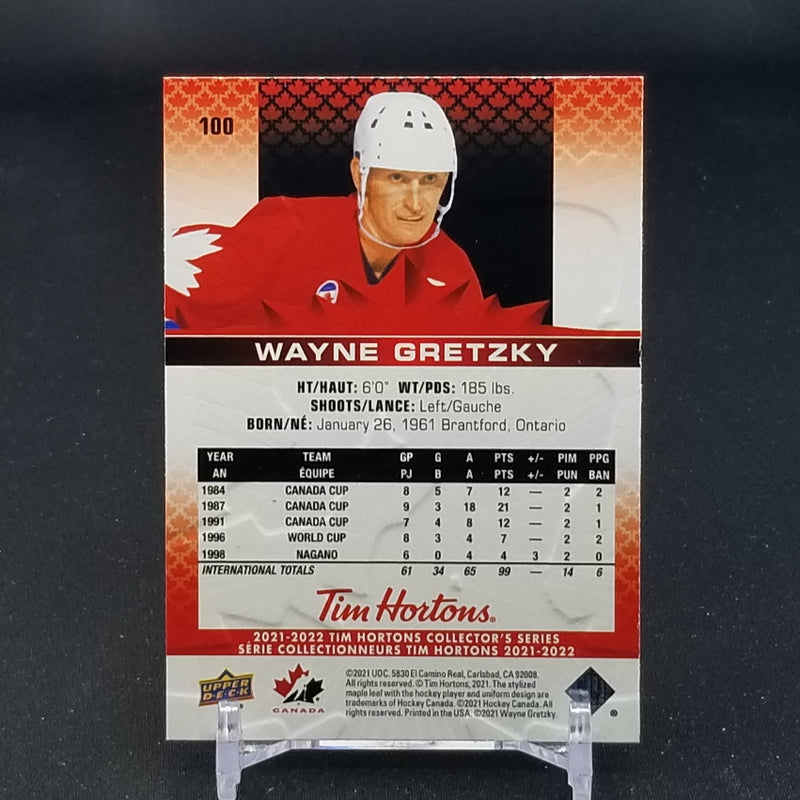 100
WAYNE GRETZKY
HT/HAUT: 6'0" WT/PDS: 185 lbs.
SHOOTS/LANCE: Left/Gauche
BORN/NÉ: January 26, 1961 Brantford, Ontario
YEAR TEAM GP G A PTS +/- PIM PPG
AN ÉQUIPE PJ B A PTS +/- PUN BAN
1984 CANADA CUP 8 5 7 12 — 2 2
1987 CANADA CUP 9 3 18 21 — 2 1
1991 CANADA CUP 7 4 8 12 — 2 1
1996 WORLD CUP 8 3 4 7 — 2 2
1998 NAGANO 6 0 4 4 3 2 0
INTERNATIONAL TOTALS 61 34 65 99 — 14 6
Tim Hortons®
2021-2022 TIM HORTONS COLLECTOR'S SERIES
SÉRIE COLLECTIONNEURS TIM HORTONS 2021-2022
UPPER
DECK®
CANADA
©2021 UDC. 5830 El Camino Real, Carlsbad, CA 92008.
All rights reserved. © Tim Hortons, 2021. The stylized
maple leaf with the hockey player and uniform design are
trademarks of Hockey Canada. ©2021 Hockey Canada. All
rights reserved. Printed in the USA. ©2021 Wayne Gretzky.
®